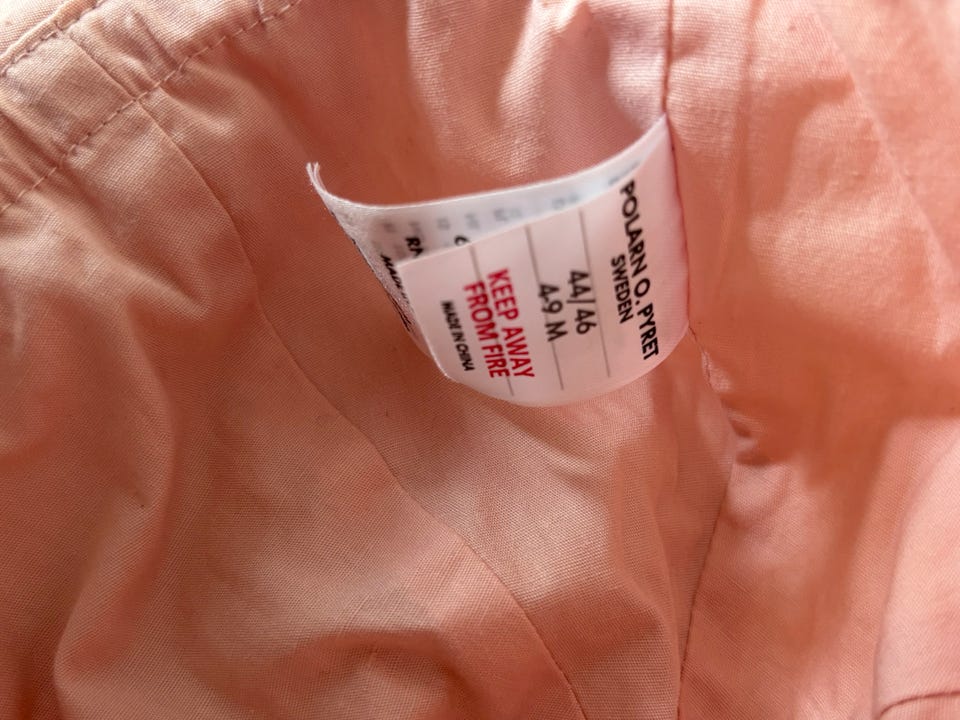 POLARN O. PYRET
SWEDEN
44/46
4-9 M
KEEP AWAY
FROM FIRE
MADE IN CHINA